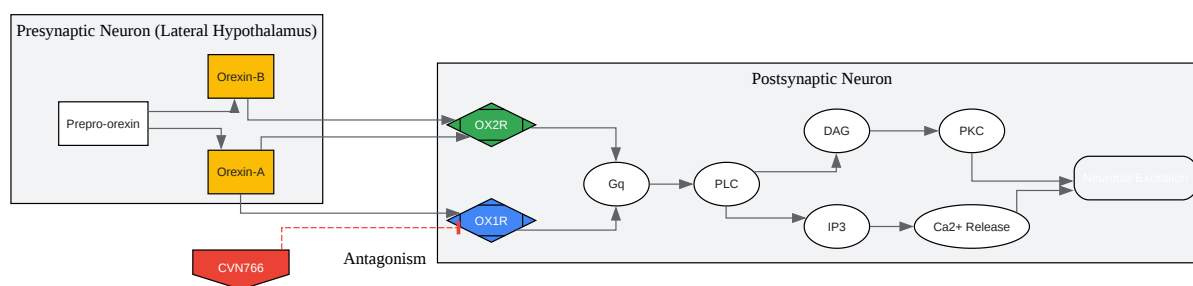 Presynaptic Neuron (Lateral Hypothalamus)
Orexin-B
Prepro-orexin
Orexin-A
CVN766
Antagonism
Postsynaptic Neuron
OX2R
OX1R
Gq
PLC
DAG
PKC
IP3
Ca2+ Release
Neuronal Excitation